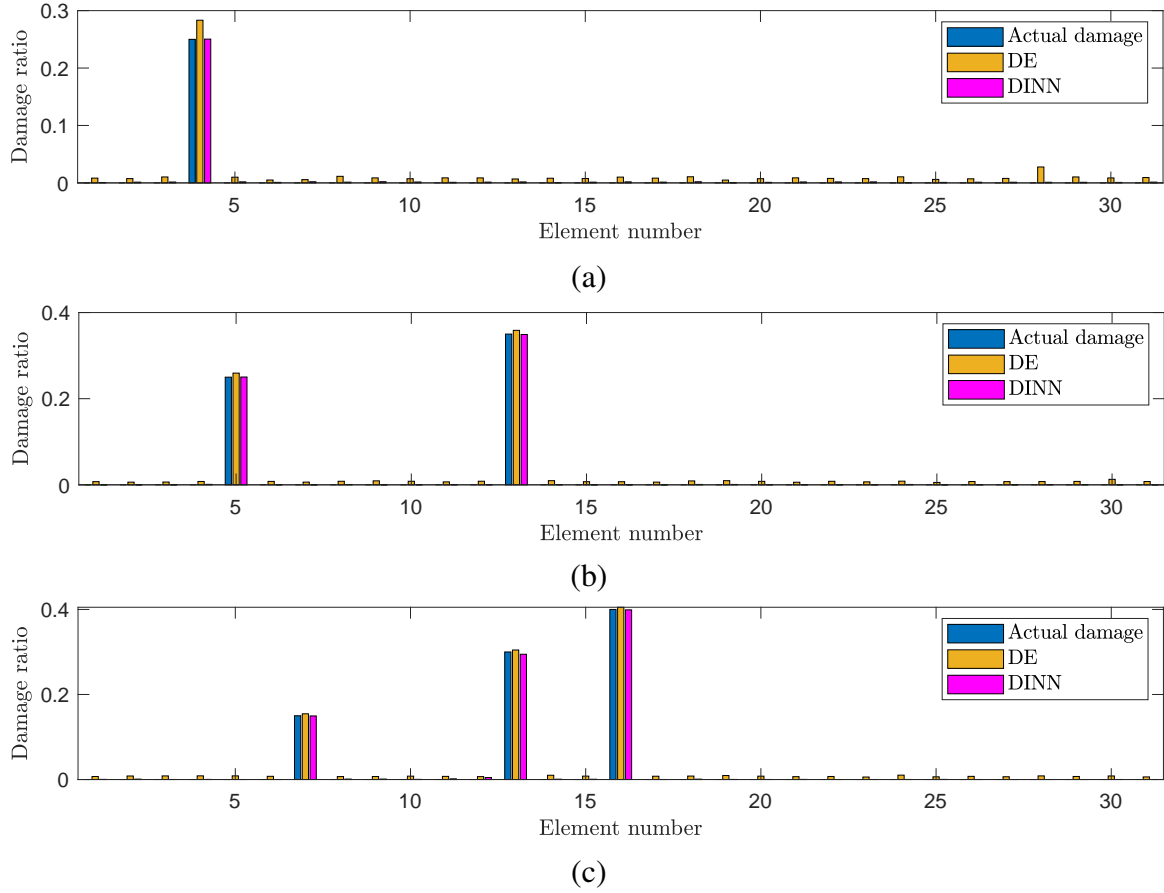 0.3
0.2
0.1
0
Damage ratio
Actual damage
DE
DINN
5 10 15 20 25 30
Element number
(a)
0.4
0.2
0
Damage ratio
Actual damage
DE
DINN
5 10 15 20 25 30
Element number
(b)
0.4
0.2
0
Damage ratio
Actual damage
DE
DINN
5 10 15 20 25 30
Element number
(c)